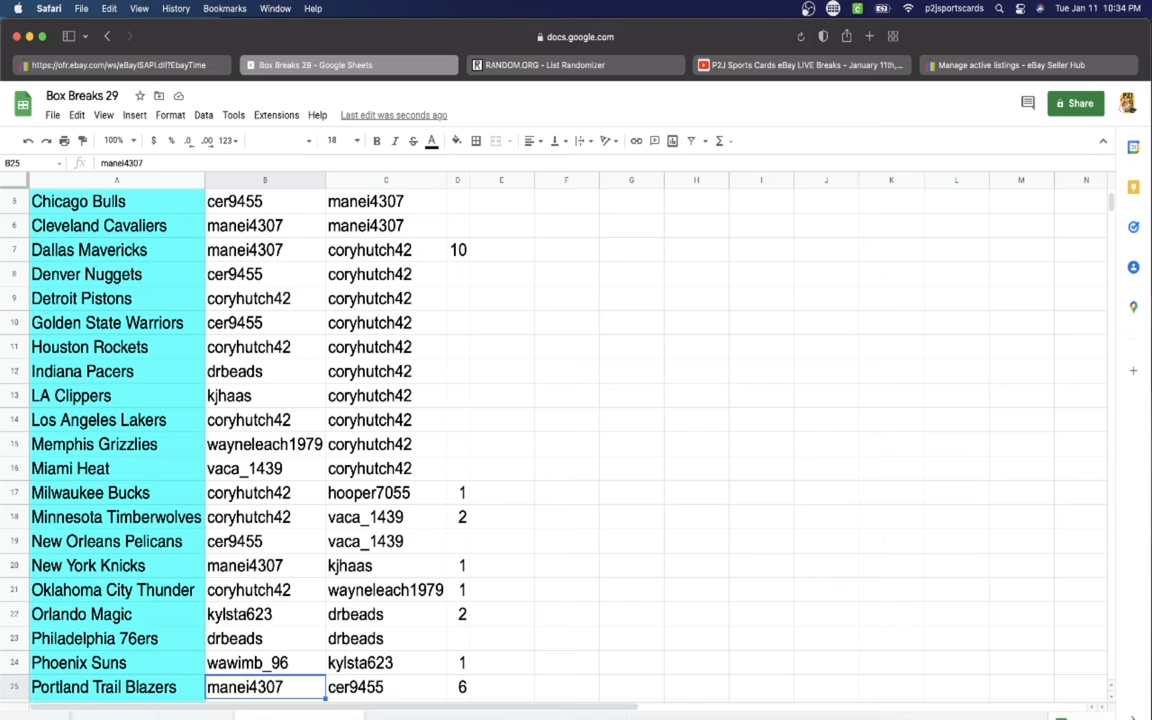 Safari File Edit View History Bookmarks Window Help p2jsportscards Tue Jan 11 10:34 PM
docs.google.com
https://ofr.ebay.com/ws/eBayISAPI.dll?EbayTime Box Breaks 29 - Google Sheets RANDOM.ORG - List Randomizer P2J Sports Cards eBay LIVE Breaks - January 11th,... Manage active listings - eBay Seller Hub
Box Breaks 29
File Edit View Insert Format Data Tools Extensions Help Last edit was seconds ago Share
100% $ % .0 .00 123 18 B I S A
B25 fx manei4307
A B C D E F G H I J K L M N
5 Chicago Bulls cer9455 manei4307
6 Cleveland Cavaliers manei4307 manei4307
7 Dallas Mavericks manei4307 coryhutch42 10
8 Denver Nuggets cer9455 coryhutch42
9 Detroit Pistons coryhutch42 coryhutch42
10 Golden State Warriors cer9455 coryhutch42
11 Houston Rockets coryhutch42 coryhutch42
12 Indiana Pacers drbeads coryhutch42
13 LA Clippers kjhaas coryhutch42
14 Los Angeles Lakers coryhutch42 coryhutch42
15 Memphis Grizzlies wayneleach1979 coryhutch42
16 Miami Heat vaca_1439 coryhutch42
17 Milwaukee Bucks coryhutch42 hooper7055 1
18 Minnesota Timberwolves coryhutch42 vaca_1439 2
19 New Orleans Pelicans cer9455 vaca_1439
20 New York Knicks manei4307 kjhaas 1
21 Oklahoma City Thunder coryhutch42 wayneleach1979 1
22 Orlando Magic kylsta623 drbeads 2
23 Philadelphia 76ers drbeads drbeads
24 Phoenix Suns wawimb_96 kylsta623 1
25 Portland Trail Blazers manei4307 cer9455 6